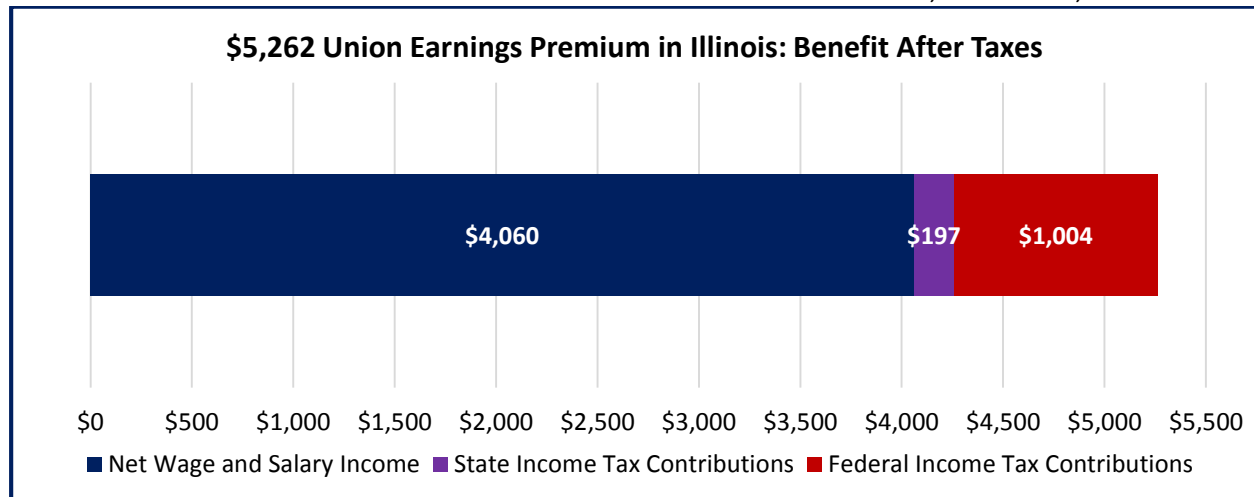 $5,262 Union Earnings Premium in Illinois: Benefit After Taxes
$4,060 $197 $1,004
$0 $500 $1,000 $1,500 $2,000 $2,500 $3,000 $3,500 $4,000 $4,500 $5,000 $5,500
Net Wage and Salary Income State Income Tax Contributions Federal Income Tax Contributions